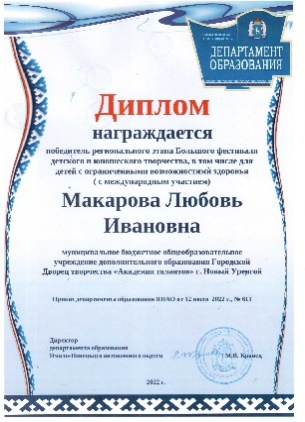 ДЕПАРТАМЕНТ
ОБРАЗОВАНИЯ
Диплом
награждается
победитель регионального этапа Большого фестиваля
детского и юношеского творчества, в том числе для
детей с ограниченными возможностями здоровья
( с международным участием)
Макарова Любовь
Ивановна
муниципальное бюджетное общеобразовательное
учреждение дополнительного образования Городской
Дворец творчества «Академия талантов» г. Новый Уренгой
Приказ департамента образования ЯНАО от 12 июля 2022 г., №
Директор
департамента образования
Ямало-Ненецкого автономного округа
М.В. Кравец
2022 г.